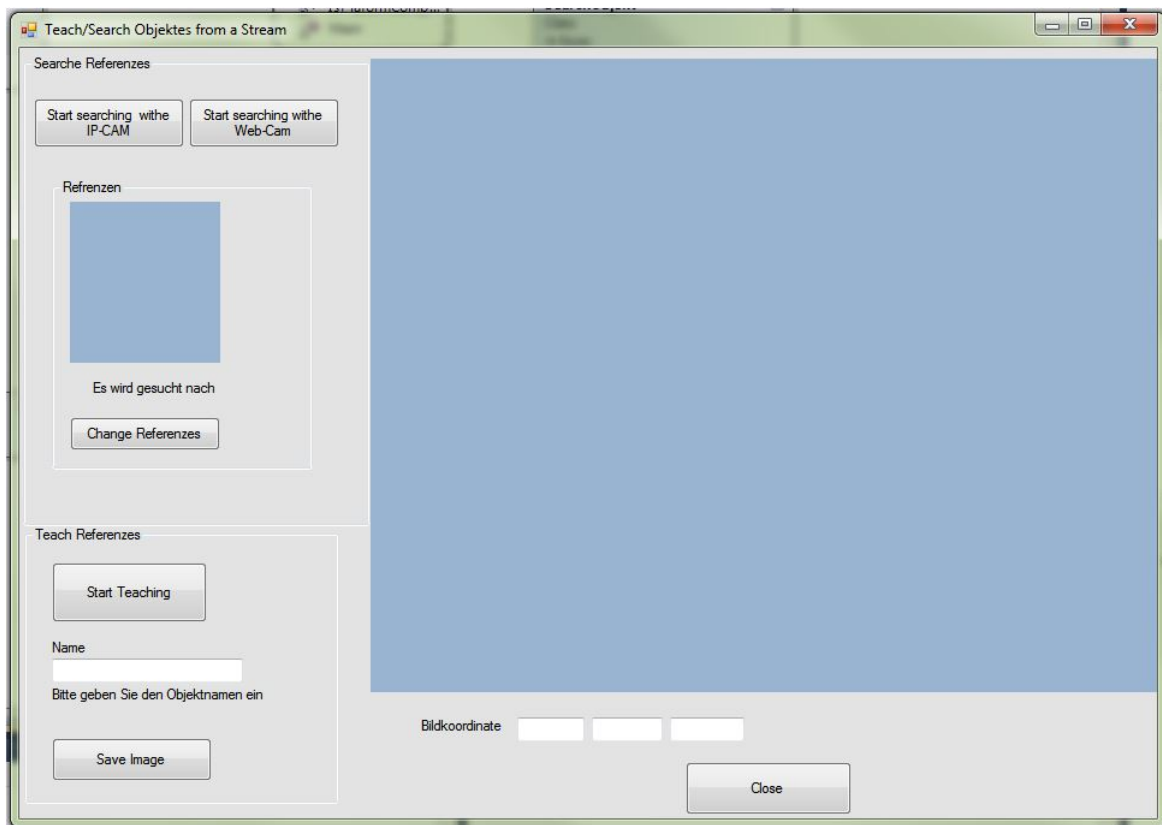 Teach/Search Objektes from a Stream
Searche Referenzes
Start searching withe
IP-CAM
Start searching withe
Web-Cam
Refrenzen
Es wird gesucht nach
Change Referenzes
Teach Referenzes
Start Teaching
Name
Bitte geben Sie den Objektnamen ein
Save Image
Bildkoordinate
Close